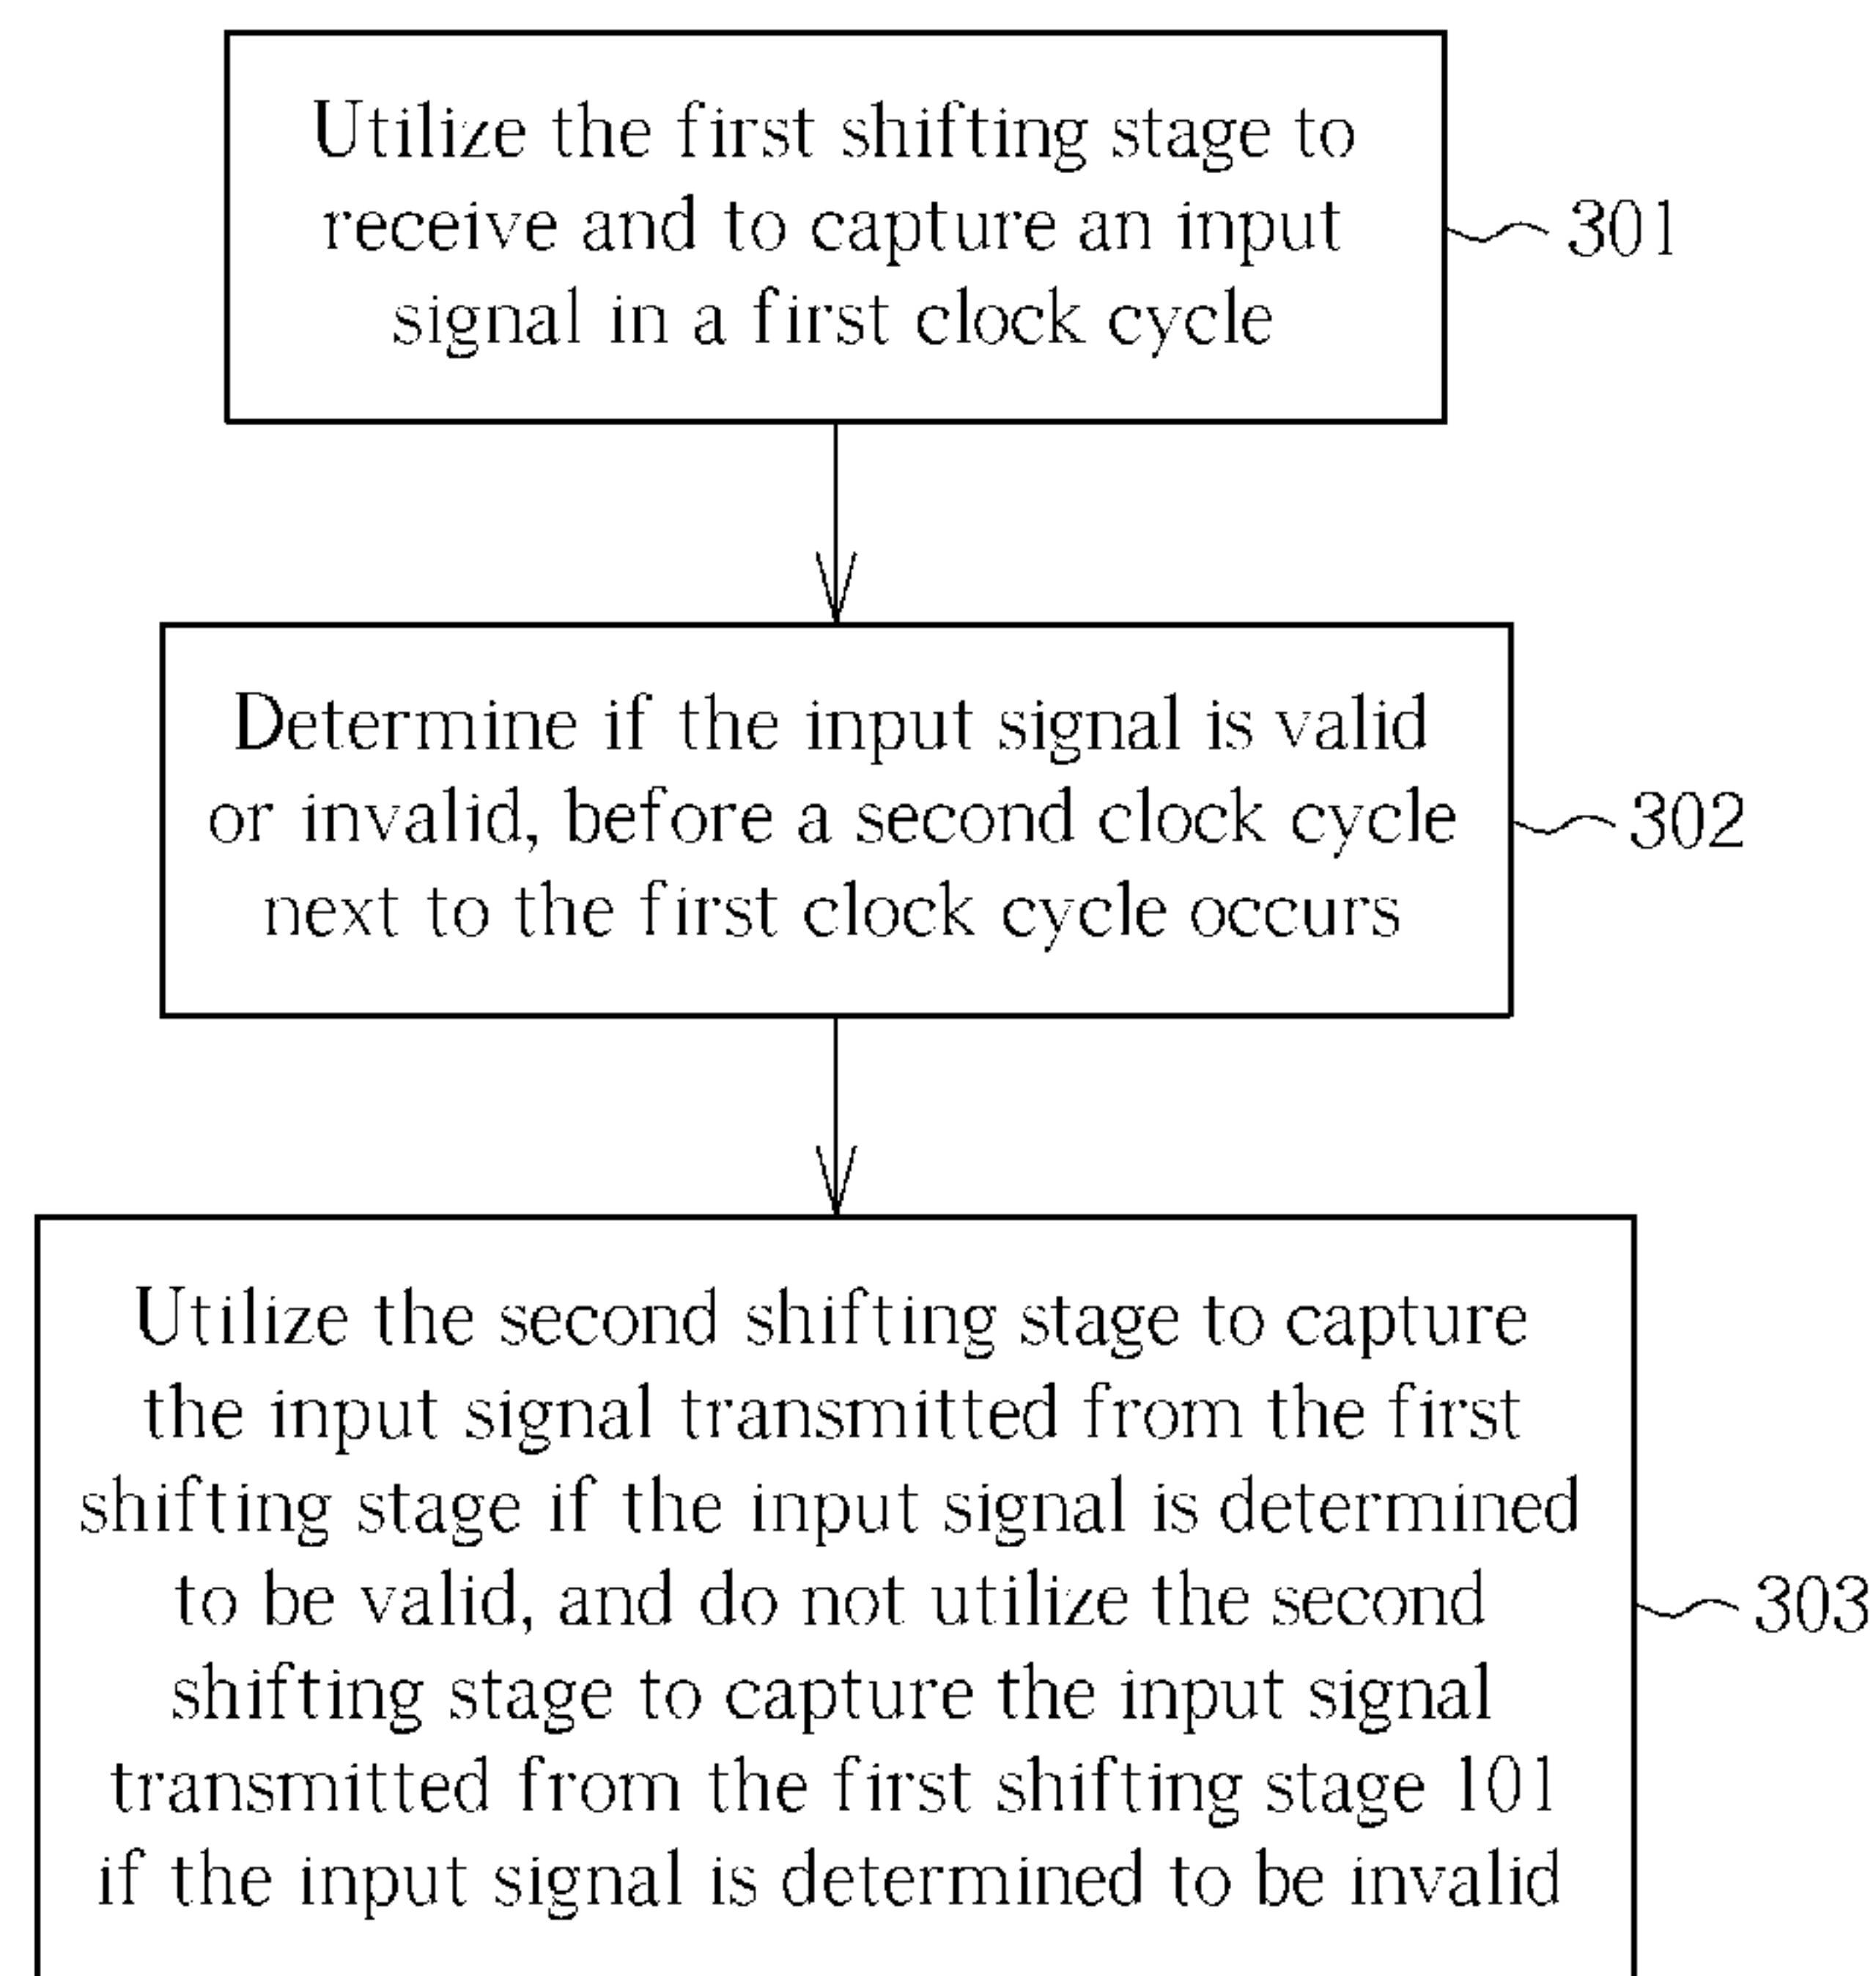 Utilize the first shifting stage to
receive and to capture an input
signal in a first clock cycle
301
Determine if the input signal is valid
or invalid, before a second clock cycle
next to the first clock cycle occurs
302
Utilize the second shifting stage to capture
the input signal transmitted from the first
shifting stage if the input signal is determined
to be valid, and do not utilize the second
shifting stage to capture the input signal
transmitted from the first shifting stage 101
if the input signal is determined to be invalid
303